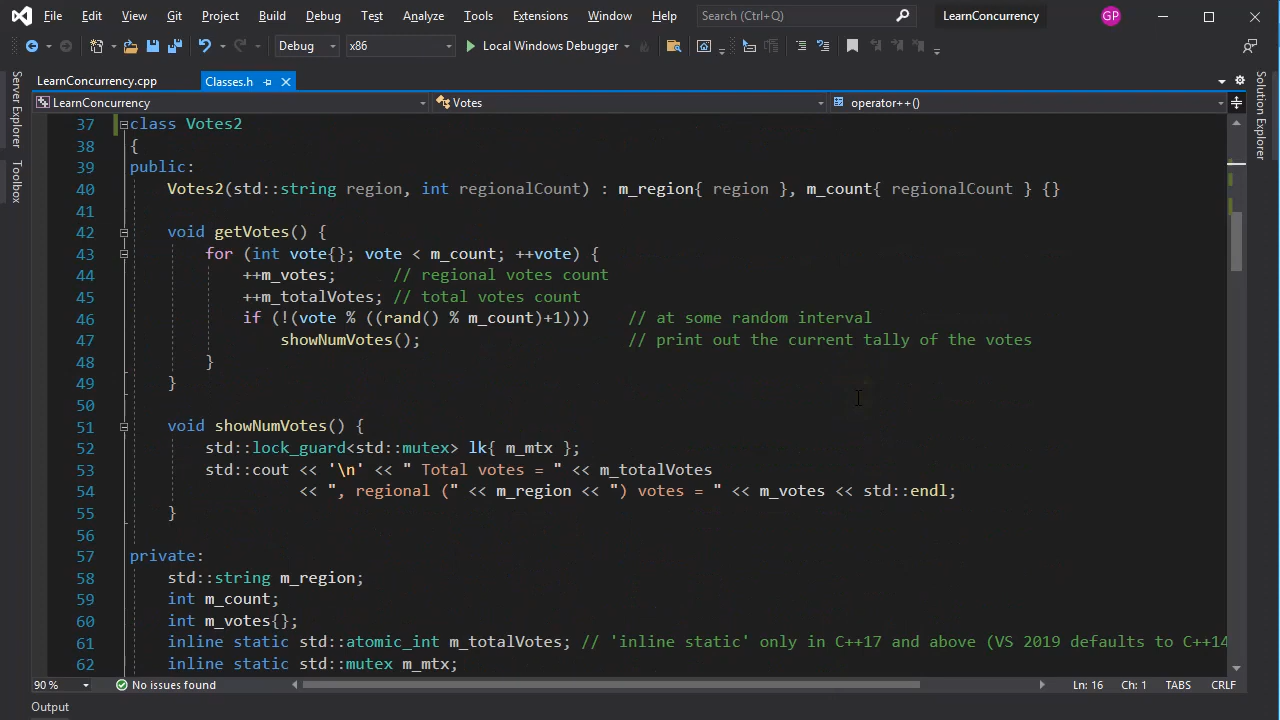 File Edit View Git Project Build Debug Test Analyze Tools Extensions Window Help Search (Ctrl+Q) LearnConcurrency GP
Debug x86 Local Windows Debugger
LearnConcurrency.cpp Classes.h
LearnConcurrency Votes operator++()
Server Explorer
Toolbox
Solution Explorer
37 class Votes2
38 {
39 public:
40 Votes2(std::string region, int regionalCount) : m_region{ region }, m_count{ regionalCount } {}
41
42 void getVotes() {
43 for (int vote{}; vote < m_count; ++vote) {
44 ++m_votes; // regional votes count
45 ++m_totalVotes; // total votes count
46 if (!(vote % ((rand() % m_count)+1))) // at some random interval
47 showNumVotes(); // print out the current tally of the votes
48 }
49 }
50
51 void showNumVotes() {
52 std::lock_guard<std::mutex> lk{ m_mtx };
53 std::cout << '\n' << " Total votes = " << m_totalVotes
54 << ", regional (" << m_region << ") votes = " << m_votes << std::endl;
55 }
56
57 private:
58 std::string m_region;
59 int m_count;
60 int m_votes{};
61 inline static std::atomic_int m_totalVotes; // 'inline static' only in C++17 and above (VS 2019 defaults to C++14
62 inline static std::mutex m_mtx;
90 % No issues found Ln: 16 Ch: 1 TABS CRLF
Output